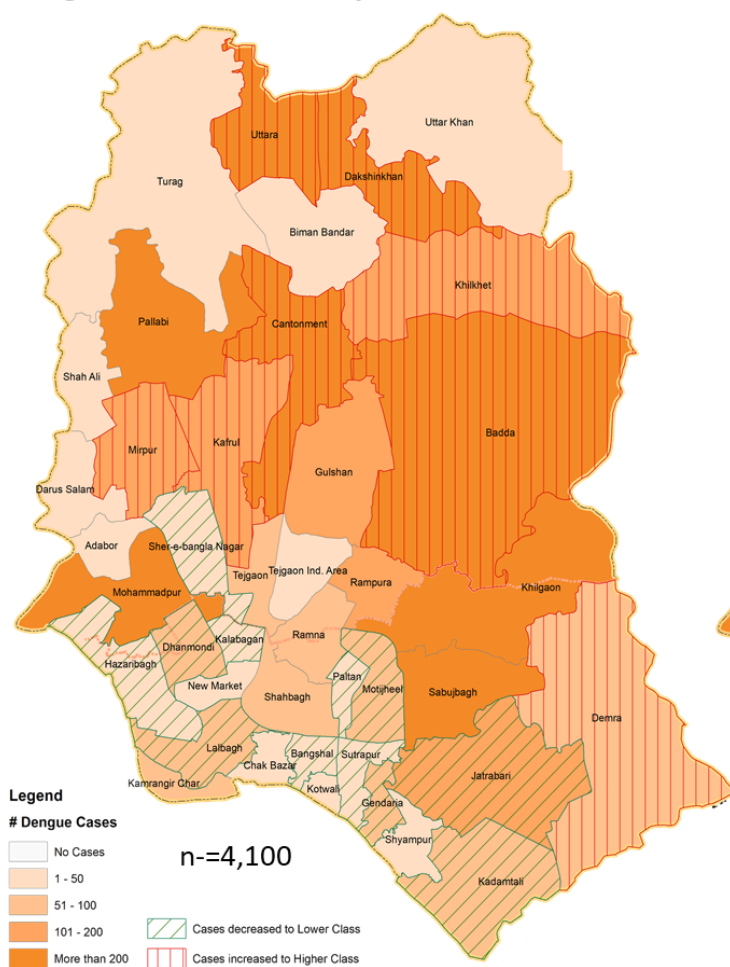 Uttar Khan
Uttara
Dakshinkhan
Turag
Biman Bandar
Khilkhet
Pallabi
Cantonment
Shah Ali
Badda
Mirpur
Kafrul
Gulshan
Darus Salam
Adabor
Sher-e-bangla Nagar
Tejgaon
Tejgaon Ind. Area
Rampura
Khilgaon
Mohammadpur
Dhanmondi
Kalabagan
Ramna
Hazaribagh
New Market
Paltan
Motijheel
Shahbagh
Sabujbagh
Demra
Lalbagh
Chak Bazar
Bangshal
Sutrapur
Jatrabari
Kamrangir Char
Kotwali
Gendaria
Shyampur
Kadamtali
n-=4,100
Legend
# Dengue Cases
No Cases
1 - 50
51 - 100
101 - 200
More than 200
Cases decreased to Lower Class
Cases increased to Higher Class